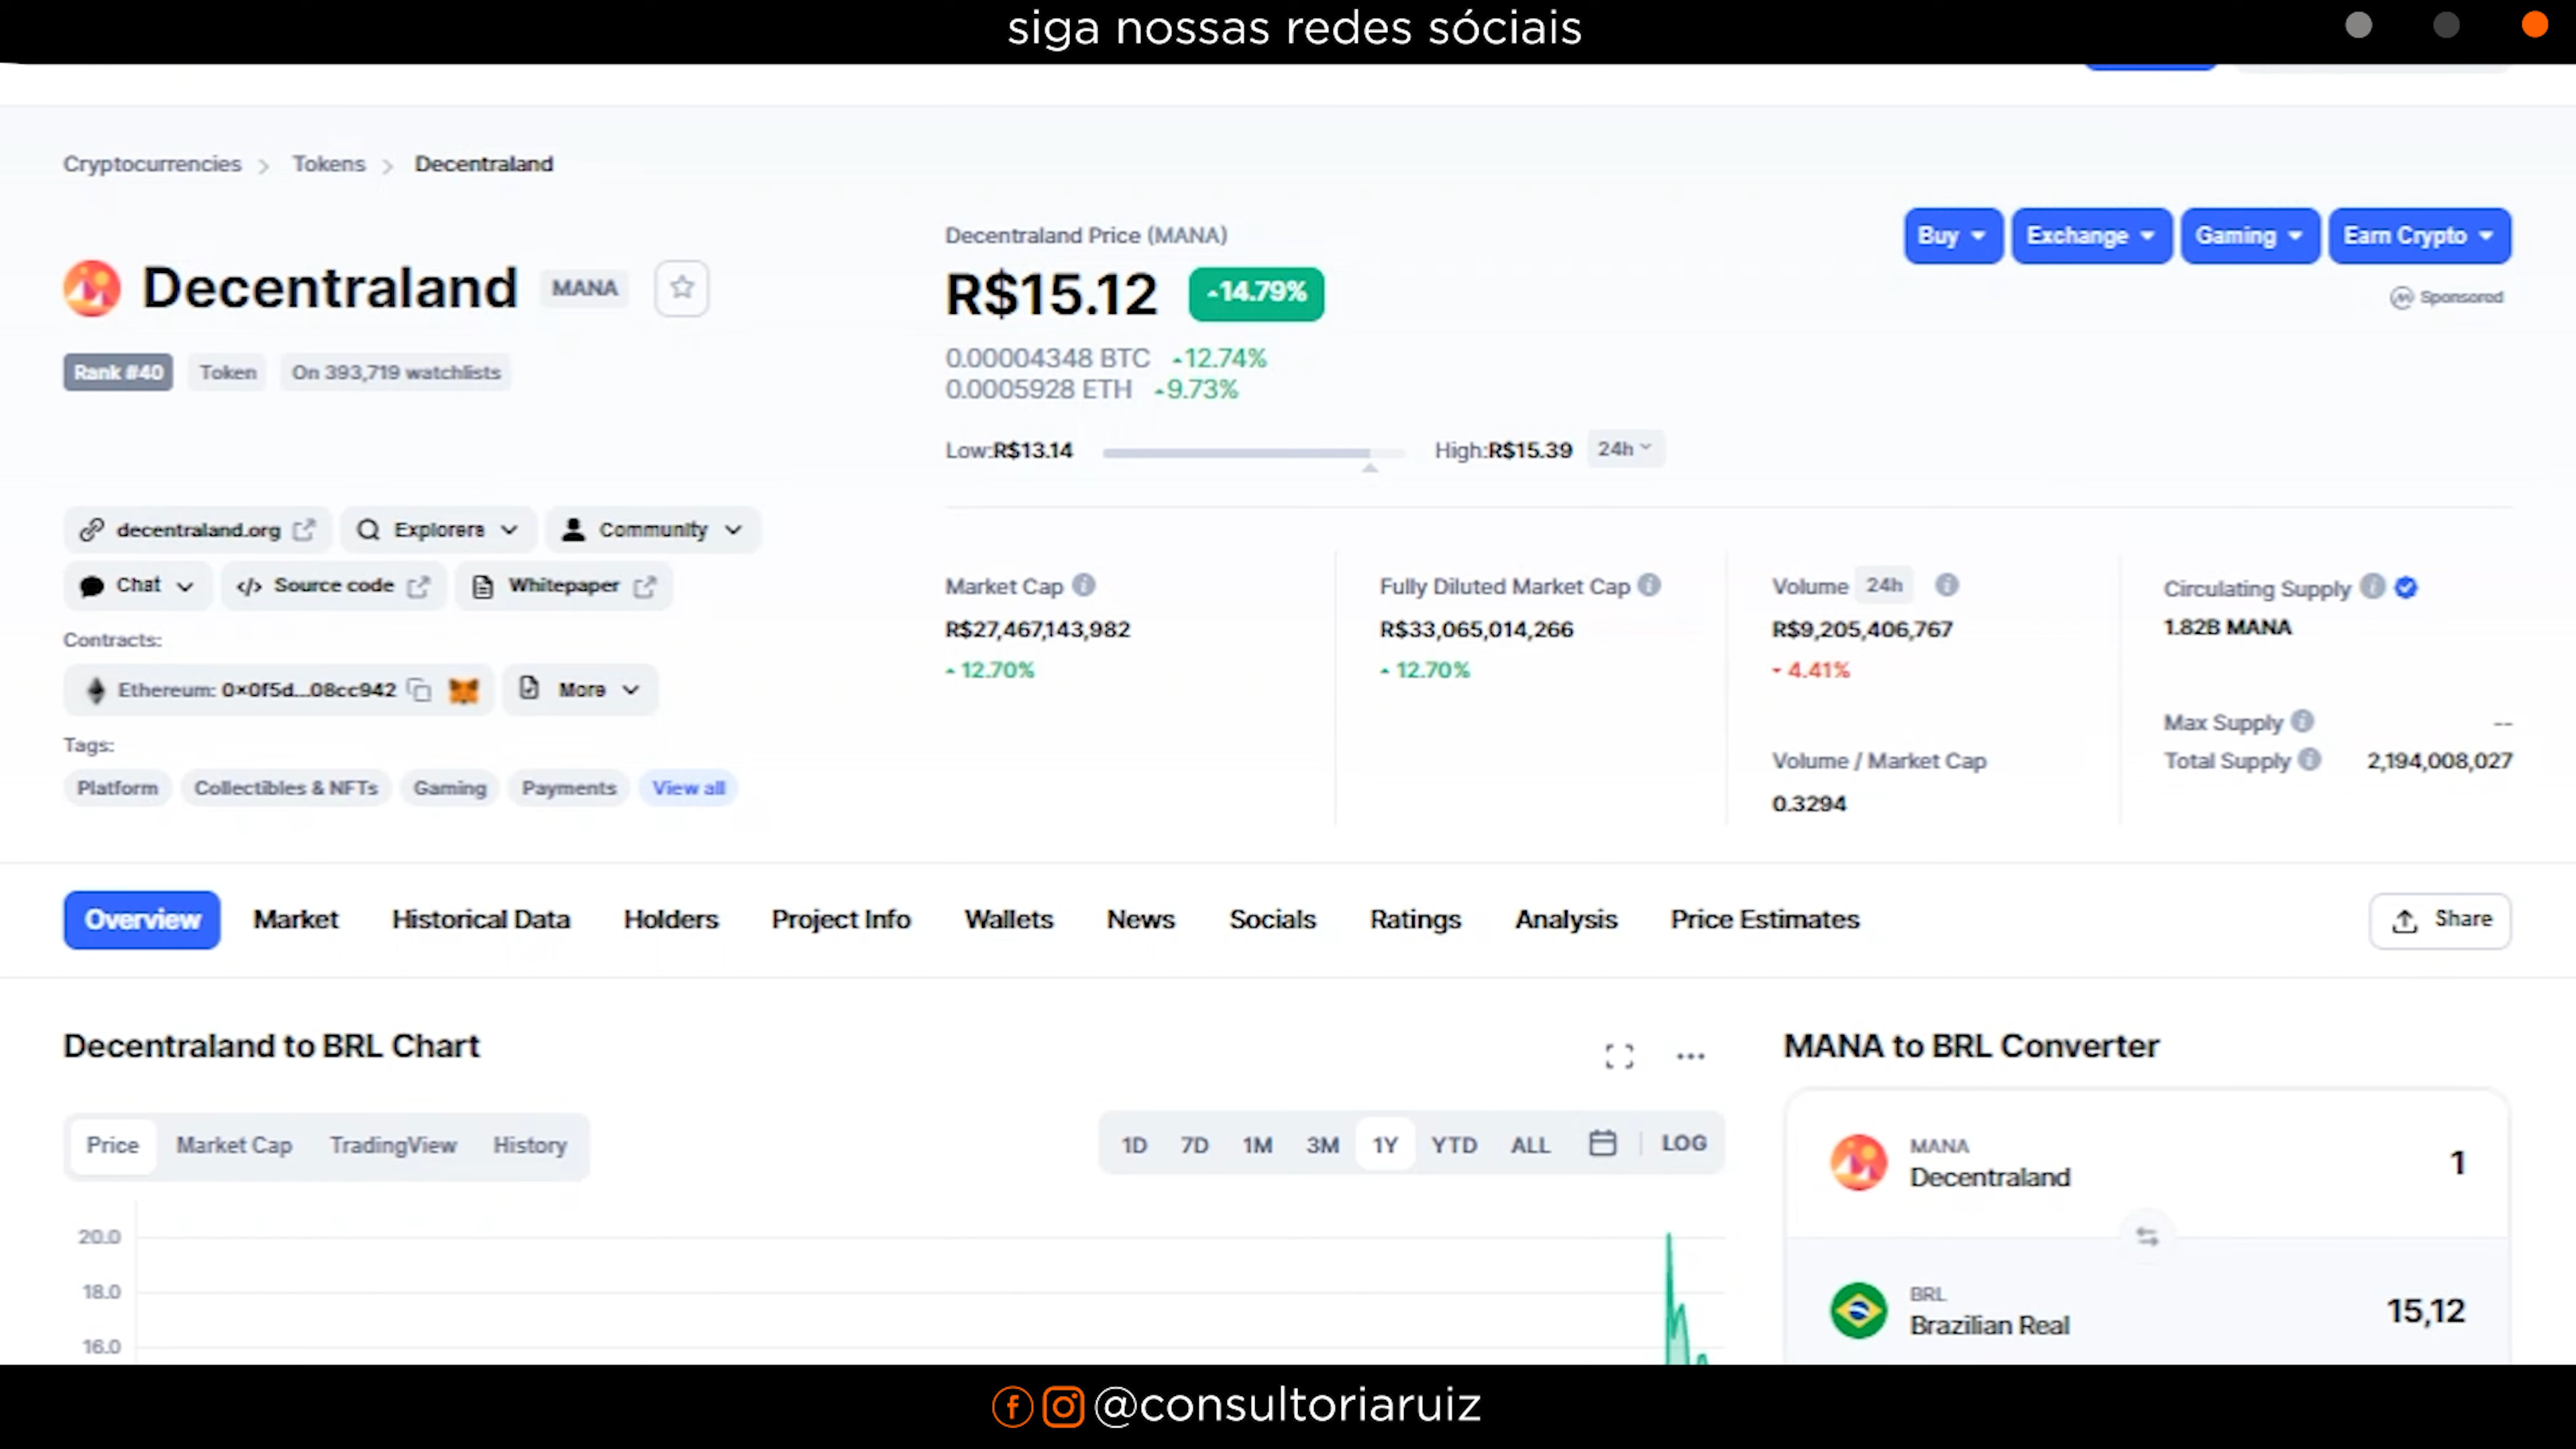 siga nossas redes sóciais
Cryptocurrencies > Tokens > Decentraland
Decentraland MANA
Rank #40 Token On 393,719 watchlists
Decentraland Price (MANA)
R$15.12 14.79%
0.00004348 BTC 12.74%
0.0005928 ETH 9.73%
Low:R$13.14 High:R$15.39 24h
Buy Exchange Gaming Earn Crypto
Sponsored
decentraland.org Explorers Community
Chat Source code Whitepaper
Contracts:
Ethereum: 0x0f5d...08cc942 More
Tags:
Platform Collectibles & NFTs Gaming Payments View all
Market Cap
R$27,467,143,982
12.70%
Fully Diluted Market Cap
R$33,065,014,266
12.70%
Volume 24h
R$9,205,406,767
4.41%
Volume / Market Cap
0.3294
Circulating Supply
1.82B MANA
Max Supply --
Total Supply 2,194,008,027
Overview Market Historical Data Holders Project Info Wallets News Socials Ratings Analysis Price Estimates Share
Decentraland to BRL Chart
Price Market Cap TradingView History
1D 7D 1M 3M 1Y YTD ALL LOG
20.0
18.0
16.0
MANA to BRL Converter
MANA
Decentraland 1
BRL
Brazilian Real 15,12
@consultoriaruiz